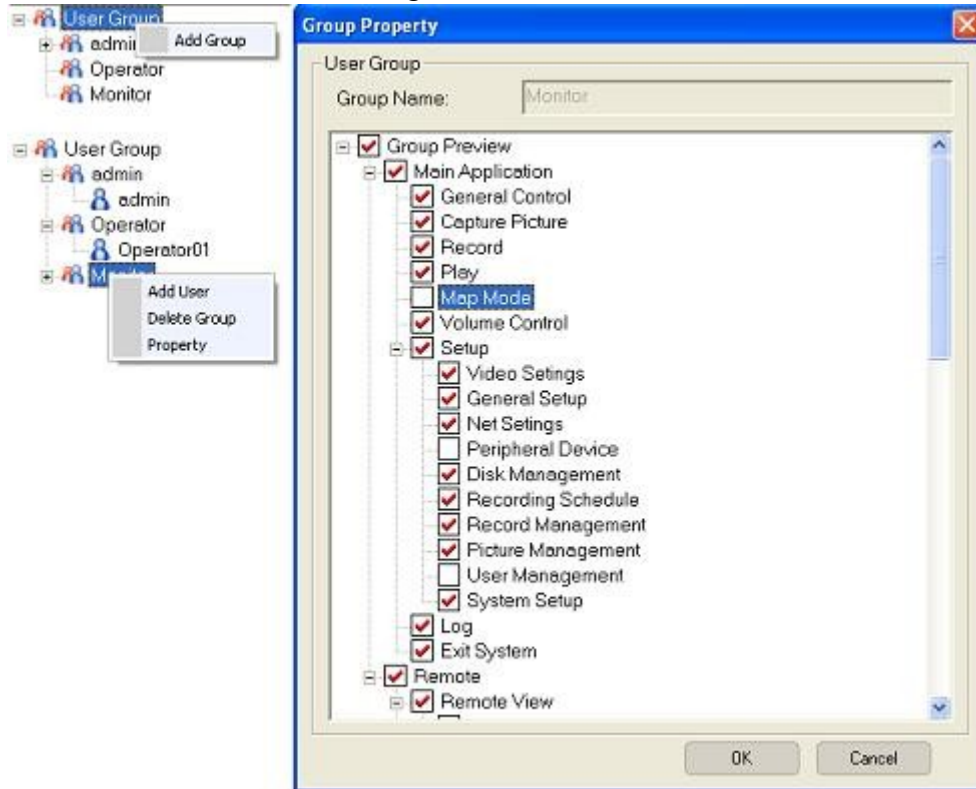 User Group
Add Group
admin
Operator
Monitor
User Group
admin
admin
Operator
Operator01
Add User
Delete Group
Property
Group Property
User Group
Group Name: Monitor
Group Preview
Main Application
General Control
Capture Picture
Record
Play
Map Mode
Volume Control
Setup
Video Setings
General Setup
Net Setings
Peripheral Device
Disk Management
Recording Schedule
Record Management
Picture Management
User Management
System Setup
Log
Exit System
Remote
Remote View
OK Cancel